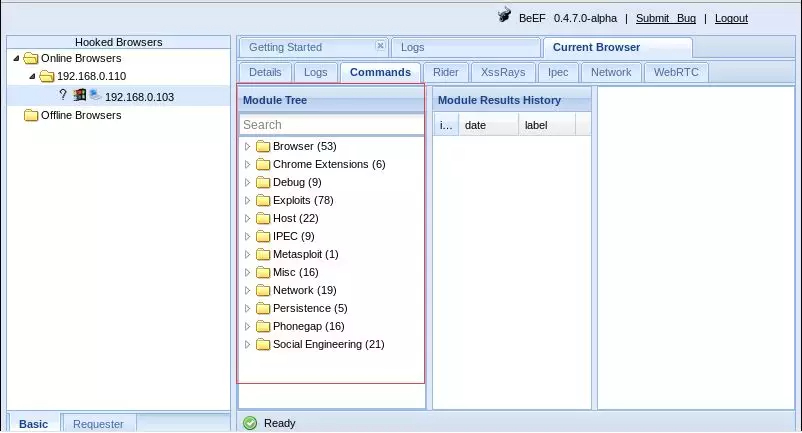 BeEF 0.4.7.0-alpha | Submit Bug | Logout
Hooked Browsers
Online Browsers
192.168.0.110
? 192.168.0.103
Offline Browsers
Basic Requester
Getting Started Logs Current Browser
Details Logs Commands Rider XssRays Ipec Network WebRTC
Module Tree
Search
Browser (53)
Chrome Extensions (6)
Debug (9)
Exploits (78)
Host (22)
IPEC (9)
Metasploit (1)
Misc (16)
Network (19)
Persistence (5)
Phonegap (16)
Social Engineering (21)
Module Results History
i... date label
Ready